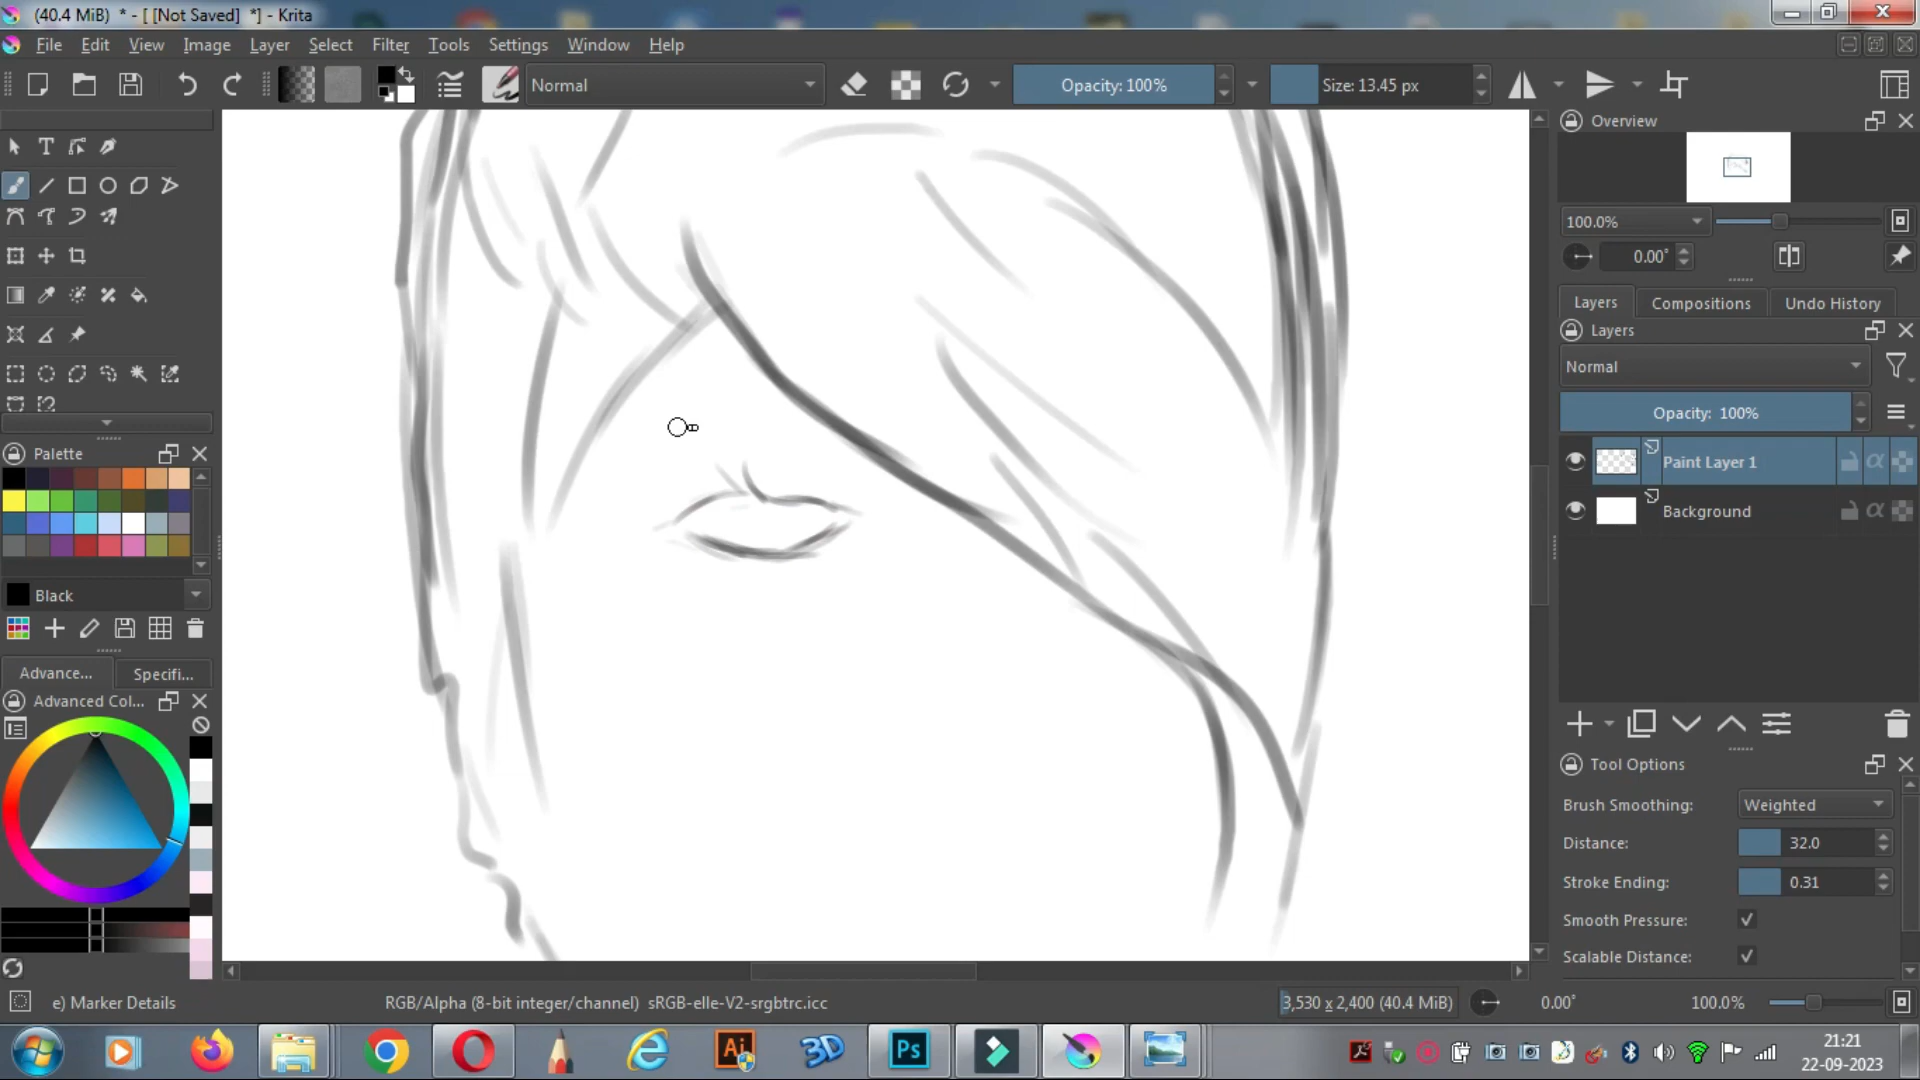 (40.4 MiB)  * - [ [Not Saved]  *] - Krita
File Edit View Image Layer Select Filter Tools Settings Window Help
Normal
Opacity: 100%
Size: 13.45 px
Overview
100.0%
0.00°
Layers Compositions Undo History
Layers
Normal
Opacity: 100%
Paint Layer 1
Background
Palette
Black
Advance... Specifi...
Advanced Col...
Tool Options
Brush Smoothing: Weighted
Distance: 32.0
Stroke Ending: 0.31
Smooth Pressure:
Scalable Distance:
e) Marker Details
RGB/Alpha (8-bit integer/channel)  sRGB-elle-V2-srgbtrc.icc
3,530 x 2,400 (40.4 MiB)
0.00°
100.0%
Ai
3D
Ps
21:21
22-09-2023